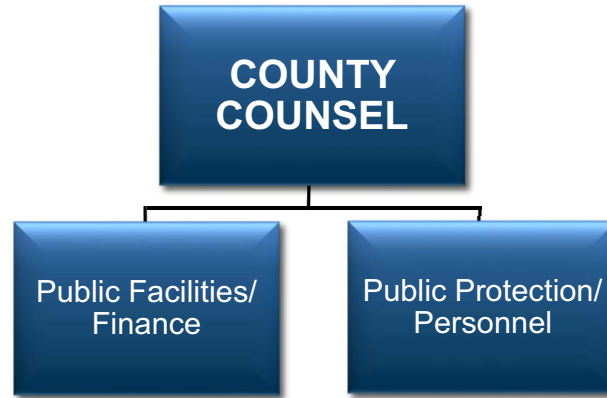 COUNTY
COUNSEL
Public Facilities/
Finance
Public Protection/
Personnel